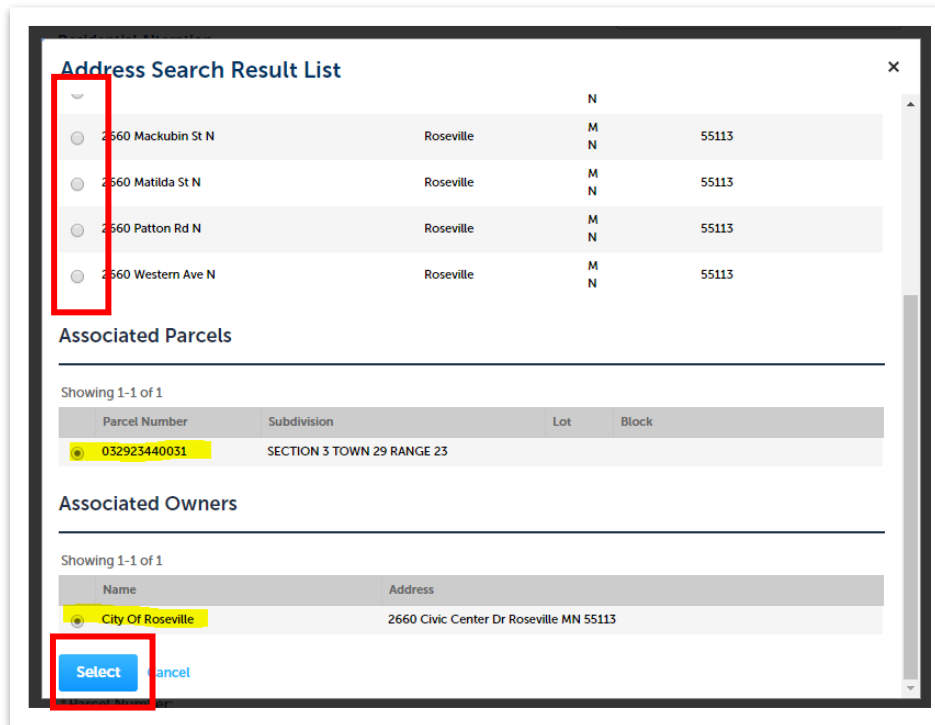 Address Search Result List
×
N
2660 Mackubin St N Roseville M 55113
N
2660 Matilda St N Roseville M 55113
N
2660 Patton Rd N Roseville M 55113
N
2660 Western Ave N Roseville M 55113
N
Associated Parcels
Showing 1-1 of 1
Parcel Number Subdivision Lot Block
032923440031 SECTION 3 TOWN 29 RANGE 23
Associated Owners
Showing 1-1 of 1
Name Address
City Of Roseville 2660 Civic Center Dr Roseville MN 55113
Select Cancel
*Parcel Number: